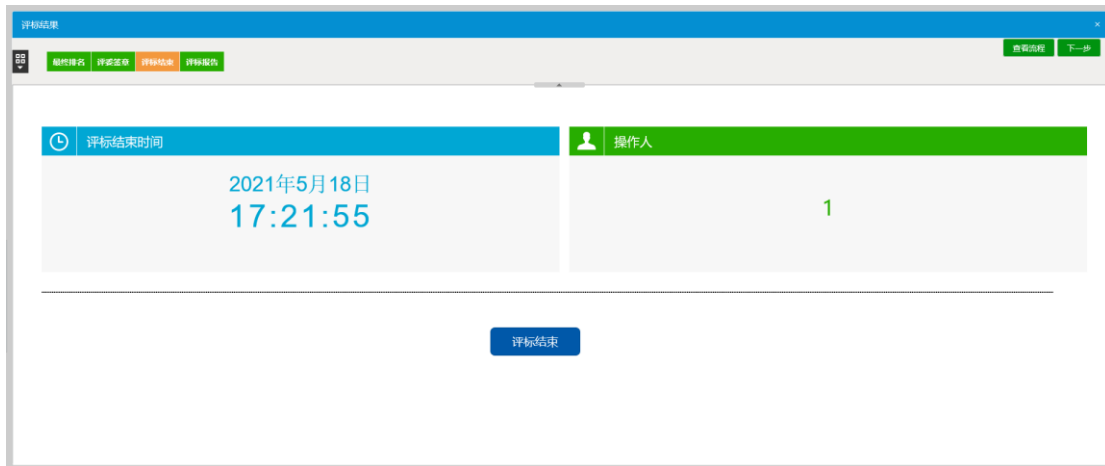 评标结果
×
查看流程 下一步
最终排名 评委签章 评标结束 评标报告
评标结束时间
2021年5月18日
17:21:55
操作人
1
评标结束